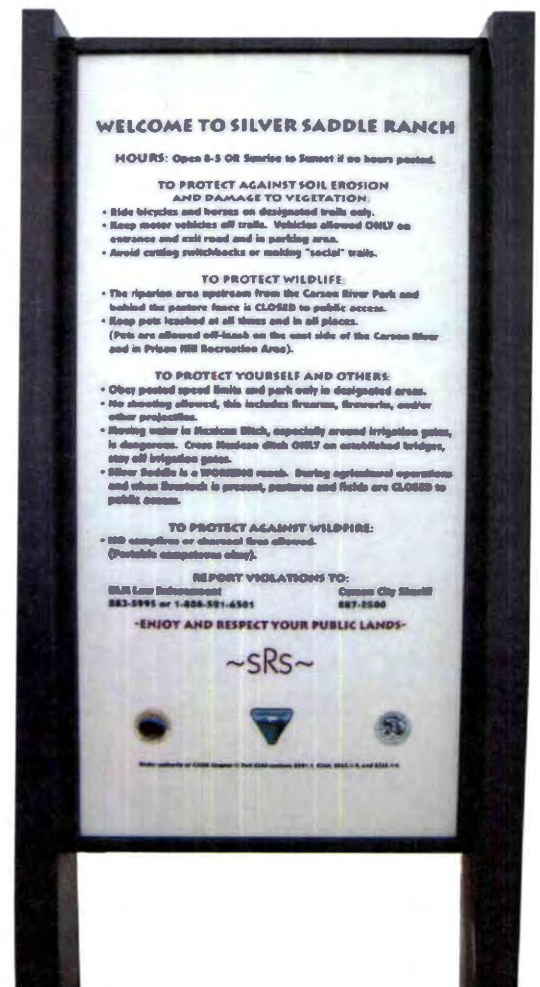 WELCOME TO SILVER SADDLE RANCH
HOURS: Open 8-5 OR Sunrise to Sunset if no hours posted.
TO PROTECT AGAINST SOIL EROSION
AND DAMAGE TO VEGETATION:
• Ride bicycles and horses on designated trails only.
• Keep motor vehicles off trails. Vehicles allowed ONLY on
entrance and exit road and in parking area.
• Avoid cutting switchbacks or making "social" trails.
TO PROTECT WILDLIFE:
• The riparian area upstream from the Carson River Park and
behind the pasture fence is CLOSED to public access.
• Keep pets leashed at all times and in all places.
(Pets are allowed off-leash on the east side of the Carson River
and in Prison Hill Recreation Area).
TO PROTECT YOURSELF AND OTHERS:
• Obey posted speed limits and park only in designated areas.
• No shooting allowed, this includes firearms, fireworks, and/or
other projectiles.
• Moving water in Mexican Ditch, especially around irrigation gates,
is dangerous. Cross Mexican ditch ONLY on established bridges,
stay off irrigation gates.
• Silver Saddle is a WORKING ranch. During agricultural operations
and when livestock is present, pastures and fields are CLOSED to
public access.
TO PROTECT AGAINST WILDFIRE:
• NO campfires or charcoal fires allowed.
(Portable campstoves okay).
REPORT VIOLATIONS TO:
BLM Law Enforcement Carson City Sheriff
883-5995 or 1-800-521-6501 887-2500
-ENJOY AND RESPECT YOUR PUBLIC LANDS-
~sRs~